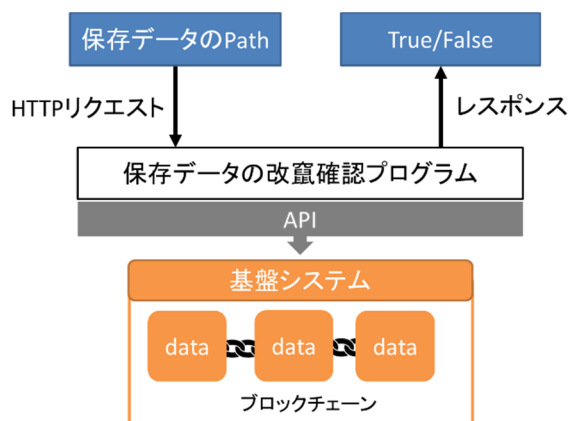 保存データのPath
True/False
HTTPリクエスト
レスポンス
保存データの改竄確認プログラム
API
基盤システム
data
data
data
ブロックチェーン